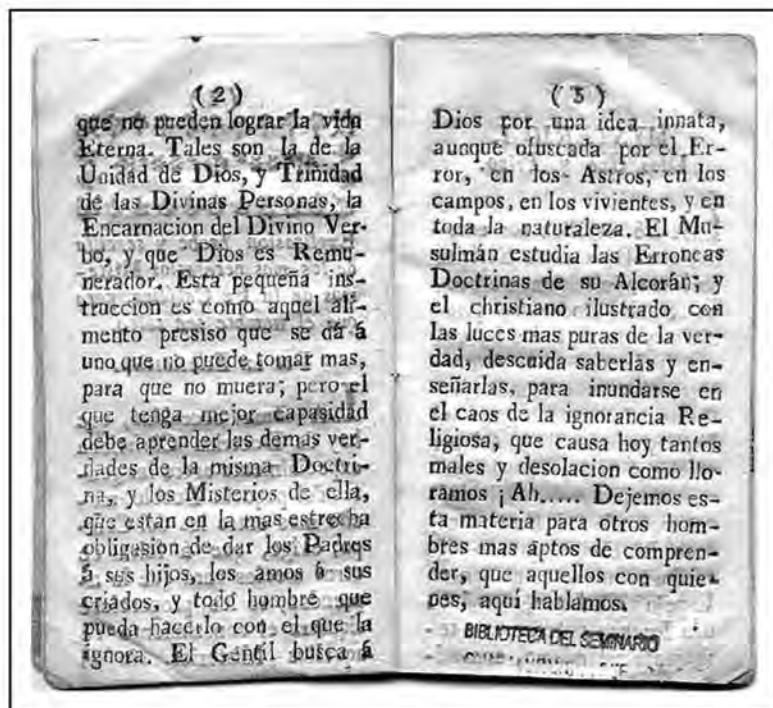 (2)
que no pueden lograr la vida
Eterna. Tales son la de la
Unidad de Dios, y Trinidad
de las Divinas Personas, la
Encarnacion del Divino Ver-
bo, y que Dios es Remu-
nerador. Esta pequeña ins-
truccion es como aquel ali-
mento presiso que se dá á
uno que no puede tomar mas,
para que no muera; pero el
que tenga mejor capasidad
debe aprender las demas ver-
dades de la misma Doctri-
na, y los Misterios de ella,
que estan en la mas estrecha
obligasion de dar los Padres
á sus hijos, los amos á sus
criados, y todo hombre que
pueda hacerlo con el que la
ignora. El Gentil busca á
(3)
Dios por una idea innata,
aunque ofuscada por el Er-
ror, en los Astros, en los
campos, en los vivientes, y en
toda la naturaleza. El Mu-
sulmán estudia las Erroneas
Doctrinas de su Alcorán; y
el christiano ilustrado con
las luces mas puras de la ver-
dad, descuida saberlas y en-
señarlas, para inundarse en
el caos de la ignorancia Re-
ligiosa, que causa hoy tantos
males y desolacion como llo-
ramos ¡ Ah..... Dejemos es-
ta materia para otros hom-
bres mas aptos de compren-
der, que aquellos con quie-
nes, aquí hablamos.
BIBLIOTECA DEL SEMINARIO